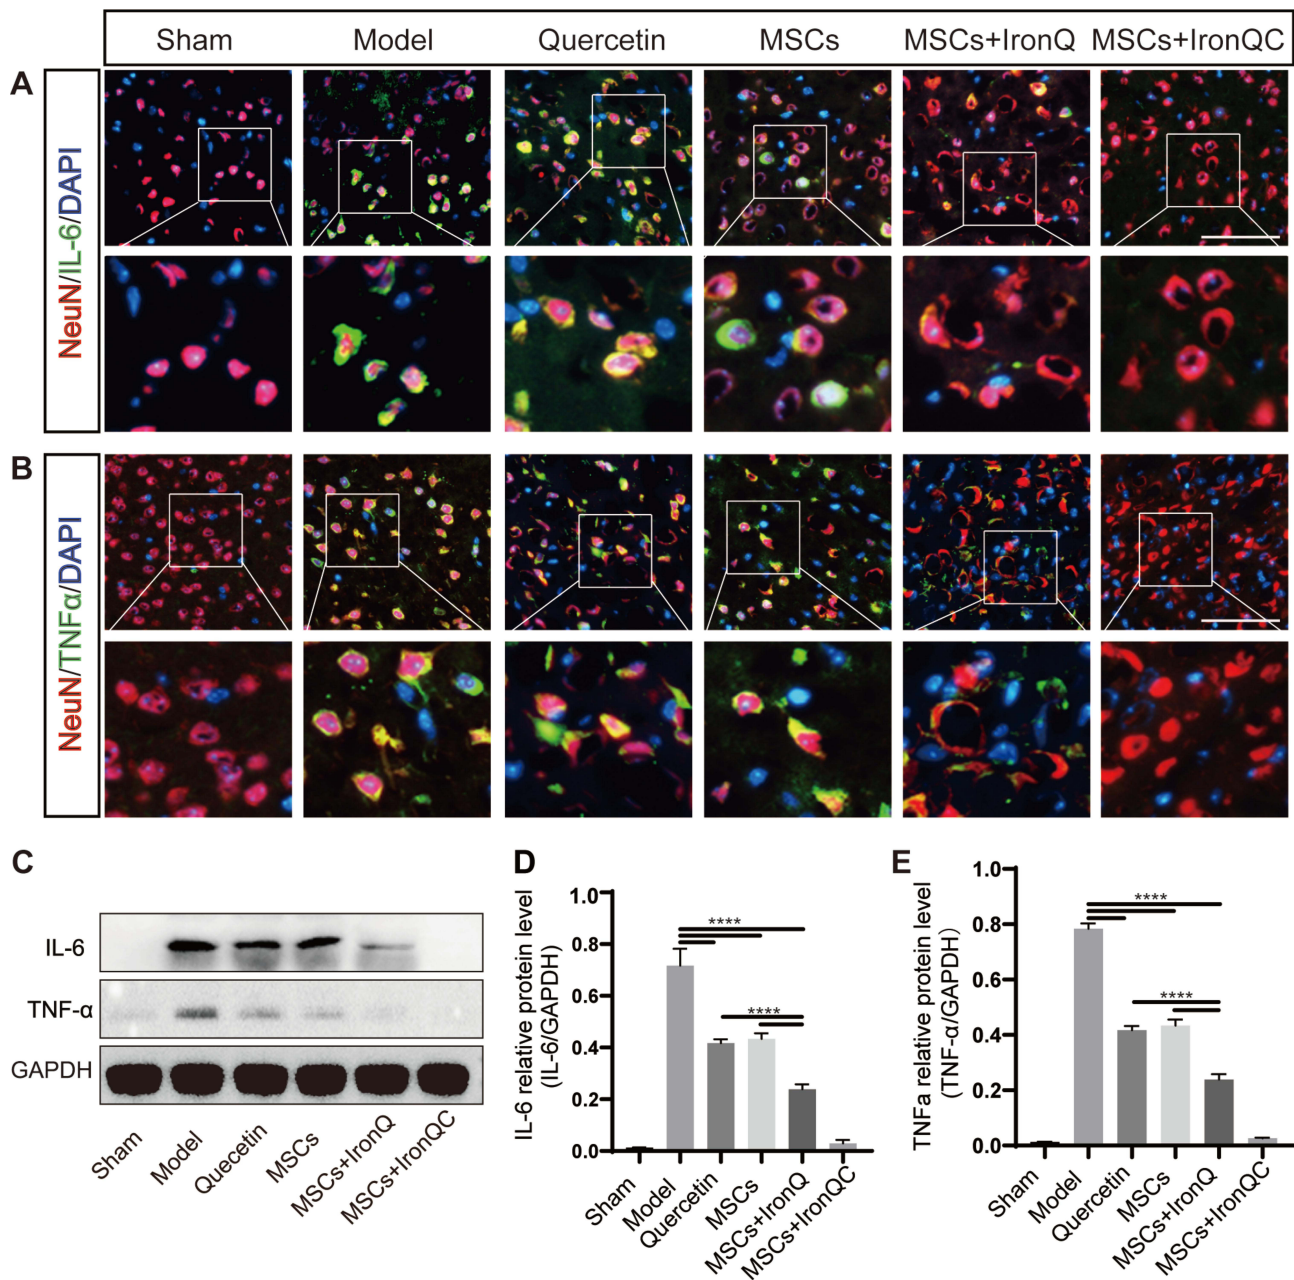 Sham Model Quercetin MSCs MSCs+IronQ MSCs+IronQC
A
NeuN/IL-6/DAPI
B
NeuN/TNFα/DAPI
C
IL-6
TNF-α
GAPDH
Sham Model Quecetin MSCs MSCs+IronQ MSCs+IronQC
D
IL-6 relative protein level
(IL-6/GAPDH)
1.0
0.8
0.6
0.4
0.2
0.0
****
****
Sham Model Quercetin MSCs MSCs+IronQ MSCs+IronQC
E
TNFa relative protein level
(TNF-α/GAPDH)
1.0
0.8
0.6
0.4
0.2
0.0
****
****
Sham Model Quercetin MSCs MSCs+IronQ MSCs+IronQC